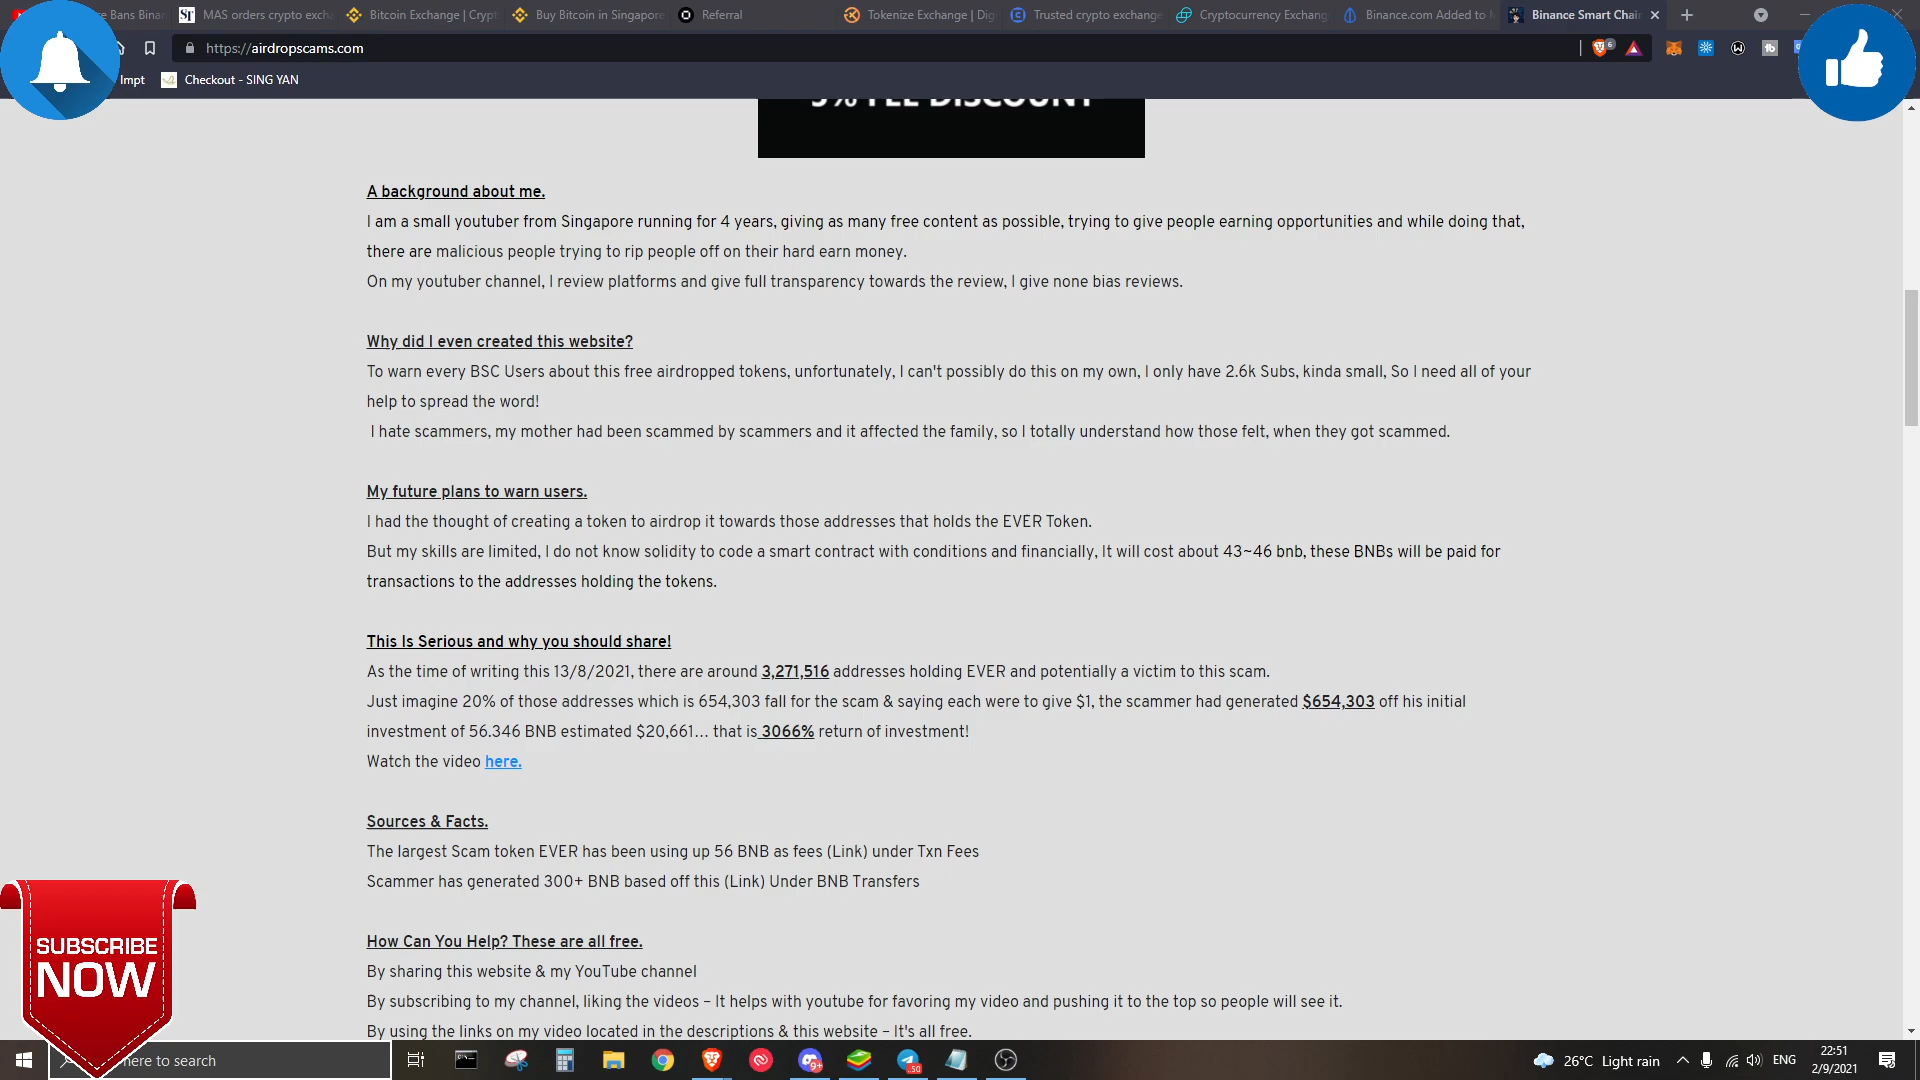 re Bans Binan
MAS orders crypto excha
Bitcoin Exchange | Crypt
Buy Bitcoin in Singapore
Referral
Tokenize Exchange | Dig
Trusted crypto exchange
Cryptocurrency Exchang
Binance.com Added to M
Binance Smart Chai
https://airdropscams.com
Impt
Checkout - SING YAN
5% FEE DISCOUNT
A background about me.
I am a small youtuber from Singapore running for 4 years, giving as many free content as possible, trying to give people earning opportunities and while doing that,
there are malicious people trying to rip people off on their hard earn money.
On my youtuber channel, I review platforms and give full transparency towards the review, I give none bias reviews.
Why did I even created this website?
To warn every BSC Users about this free airdropped tokens, unfortunately, I can't possibly do this on my own, I only have 2.6k Subs, kinda small, So I need all of your
help to spread the word!
I hate scammers, my mother had been scammed by scammers and it affected the family, so I totally understand how those felt, when they got scammed.
My future plans to warn users.
I had the thought of creating a token to airdrop it towards those addresses that holds the EVER Token.
But my skills are limited, I do not know solidity to code a smart contract with conditions and financially, It will cost about 43~46 bnb, these BNBs will be paid for
transactions to the addresses holding the tokens.
This Is Serious and why you should share!
As the time of writing this 13/8/2021, there are around 3,271,516 addresses holding EVER and potentially a victim to this scam.
Just imagine 20% of those addresses which is 654,303 fall for the scam & saying each were to give $1, the scammer had generated $654,303 off his initial
investment of 56.346 BNB estimated $20,661... that is 3066% return of investment!
Watch the video here.
Sources & Facts.
The largest Scam token EVER has been using up 56 BNB as fees (Link) under Txn Fees
Scammer has generated 300+ BNB based off this (Link) Under BNB Transfers
How Can You Help? These are all free.
By sharing this website & my YouTube channel
By subscribing to my channel, liking the videos – It helps with youtube for favoring my video and pushing it to the top so people will see it.
By using the links on my video located in the descriptions & this website – It's all free.
SUBSCRIBE
NOW
here to search
26°C Light rain
ENG
22:51
2/9/2021